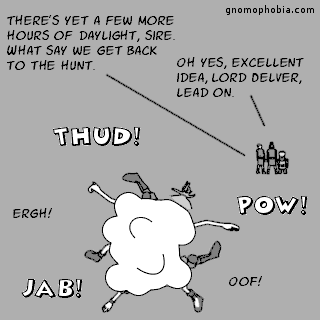 gnomophobia.com
THERE'S YET A FEW MORE
HOURS OF DAYLIGHT, SIRE.
WHAT SAY WE GET BACK
TO THE HUNT.
OH YES, EXCELLENT
IDEA, LORD DELVER,
LEAD ON.
THUD!
POW!
ERGH!
JAB!
OOF!